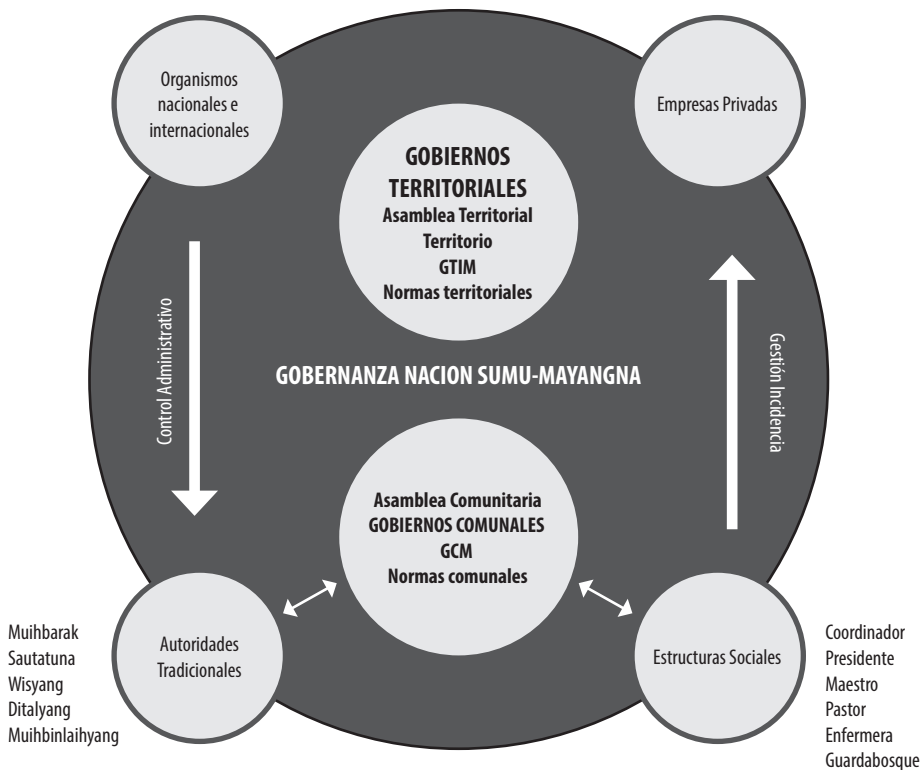 Organismos
nacionales e
internacionales
Empresas Privadas
GOBIERNOS
TERRITORIALES
Asamblea Territorial
Territorio
GTIM
Normas territoriales
Control Administrativo
Gestión Incidencia
GOBERNANZA NACION SUMU-MAYANGNA
Asamblea Comunitaria
GOBIERNOS COMUNALES
GCM
Normas comunales
Muihbarak
Sautatuna
Wisyang
Ditalyang
Muihbinlaihyang
Autoridades
Tradicionales
Estructuras Sociales
Coordinador
Presidente
Maestro
Pastor
Enfermera
Guardabosque